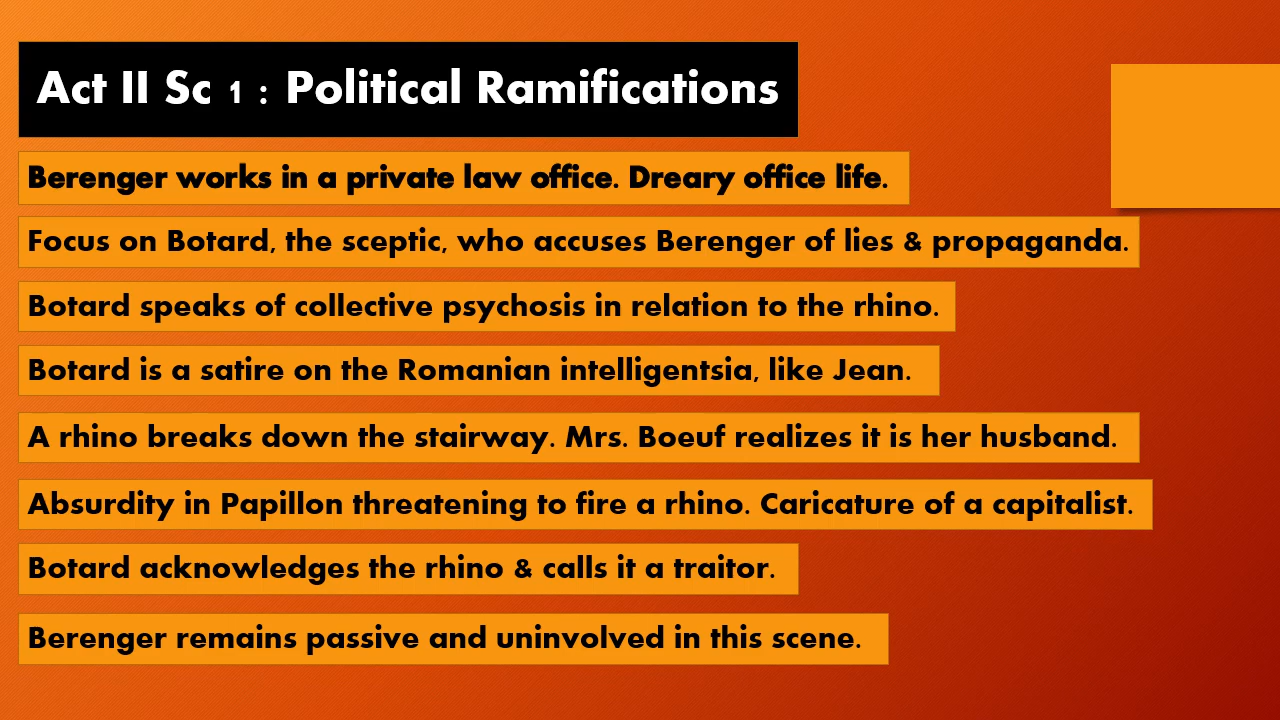 Act II Sc 1 : Political Ramifications
Berenger works in a private law office. Dreary office life.
Focus on Botard, the sceptic, who accuses Berenger of lies & propaganda.
Botard speaks of collective psychosis in relation to the rhino.
Botard is a satire on the Romanian intelligentsia, like Jean.
A rhino breaks down the stairway. Mrs. Boeuf realizes it is her husband.
Absurdity in Papillon threatening to fire a rhino. Caricature of a capitalist.
Botard acknowledges the rhino & calls it a traitor.
Berenger remains passive and uninvolved in this scene.